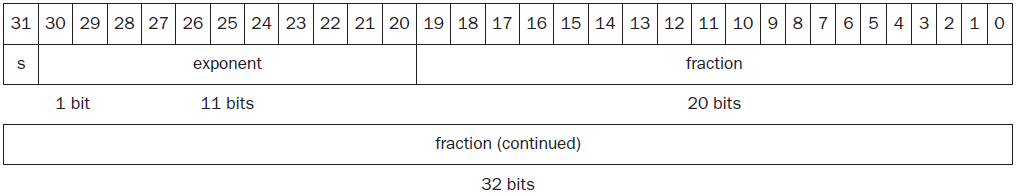 31 30 29 28 27 26 25 24 23 22 21 20 19 18 17 16 15 14 13 12 11 10 9 8 7 6 5 4 3 2 1 0
s exponent fraction
1 bit 11 bits 20 bits
fraction (continued)
32 bits